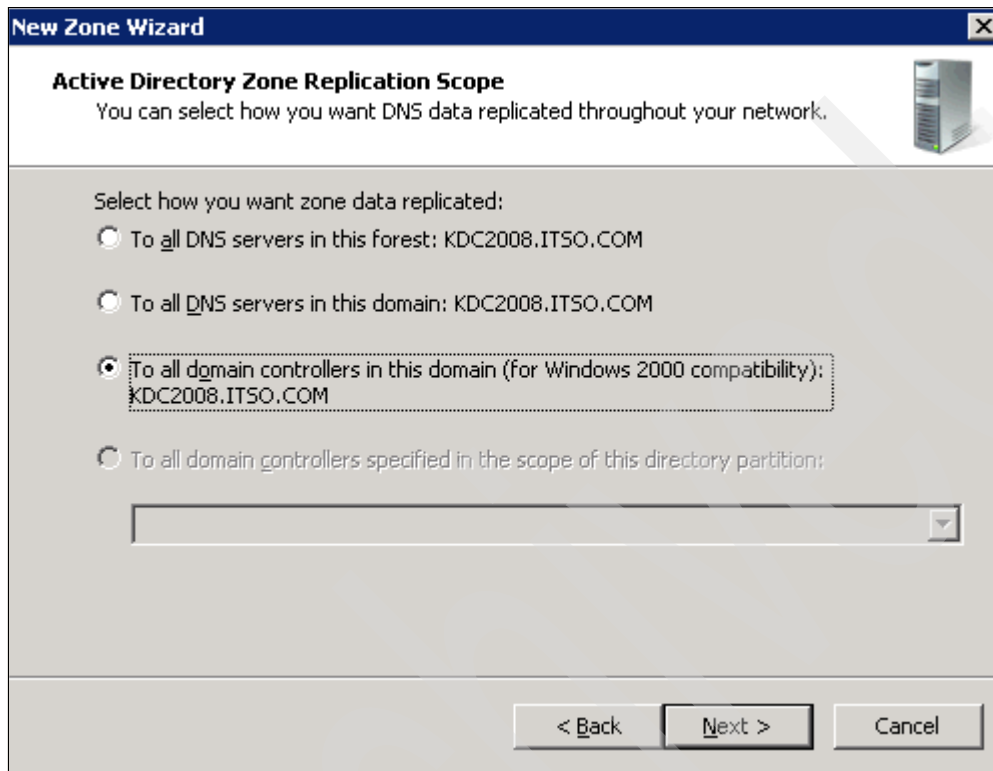 New Zone Wizard
Active Directory Zone Replication Scope
You can select how you want DNS data replicated throughout your network.
Select how you want zone data replicated:
To all DNS servers in this forest: KDC2008.ITSO.COM
To all DNS servers in this domain: KDC2008.ITSO.COM
To all domain controllers in this domain (for Windows 2000 compatibility):
KDC2008.ITSO.COM
To all domain controllers specified in the scope of this directory partition:
< Back Next > Cancel